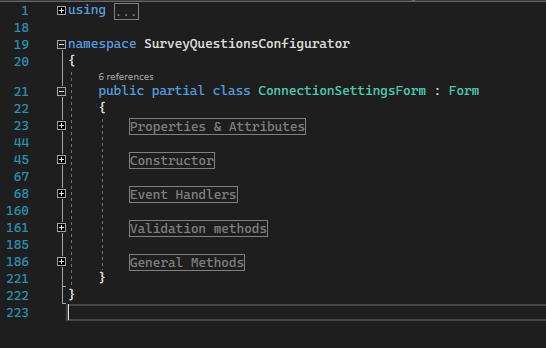 1 using ...
18
19 namespace SurveyQuestionsConfigurator
20 {
6 references
21 public partial class ConnectionSettingsForm : Form
22 {
23 Properties & Attributes
44
45 Constructor
67
68 Event Handlers
160
161 Validation methods
185
186 General Methods
221 }
222 }
223